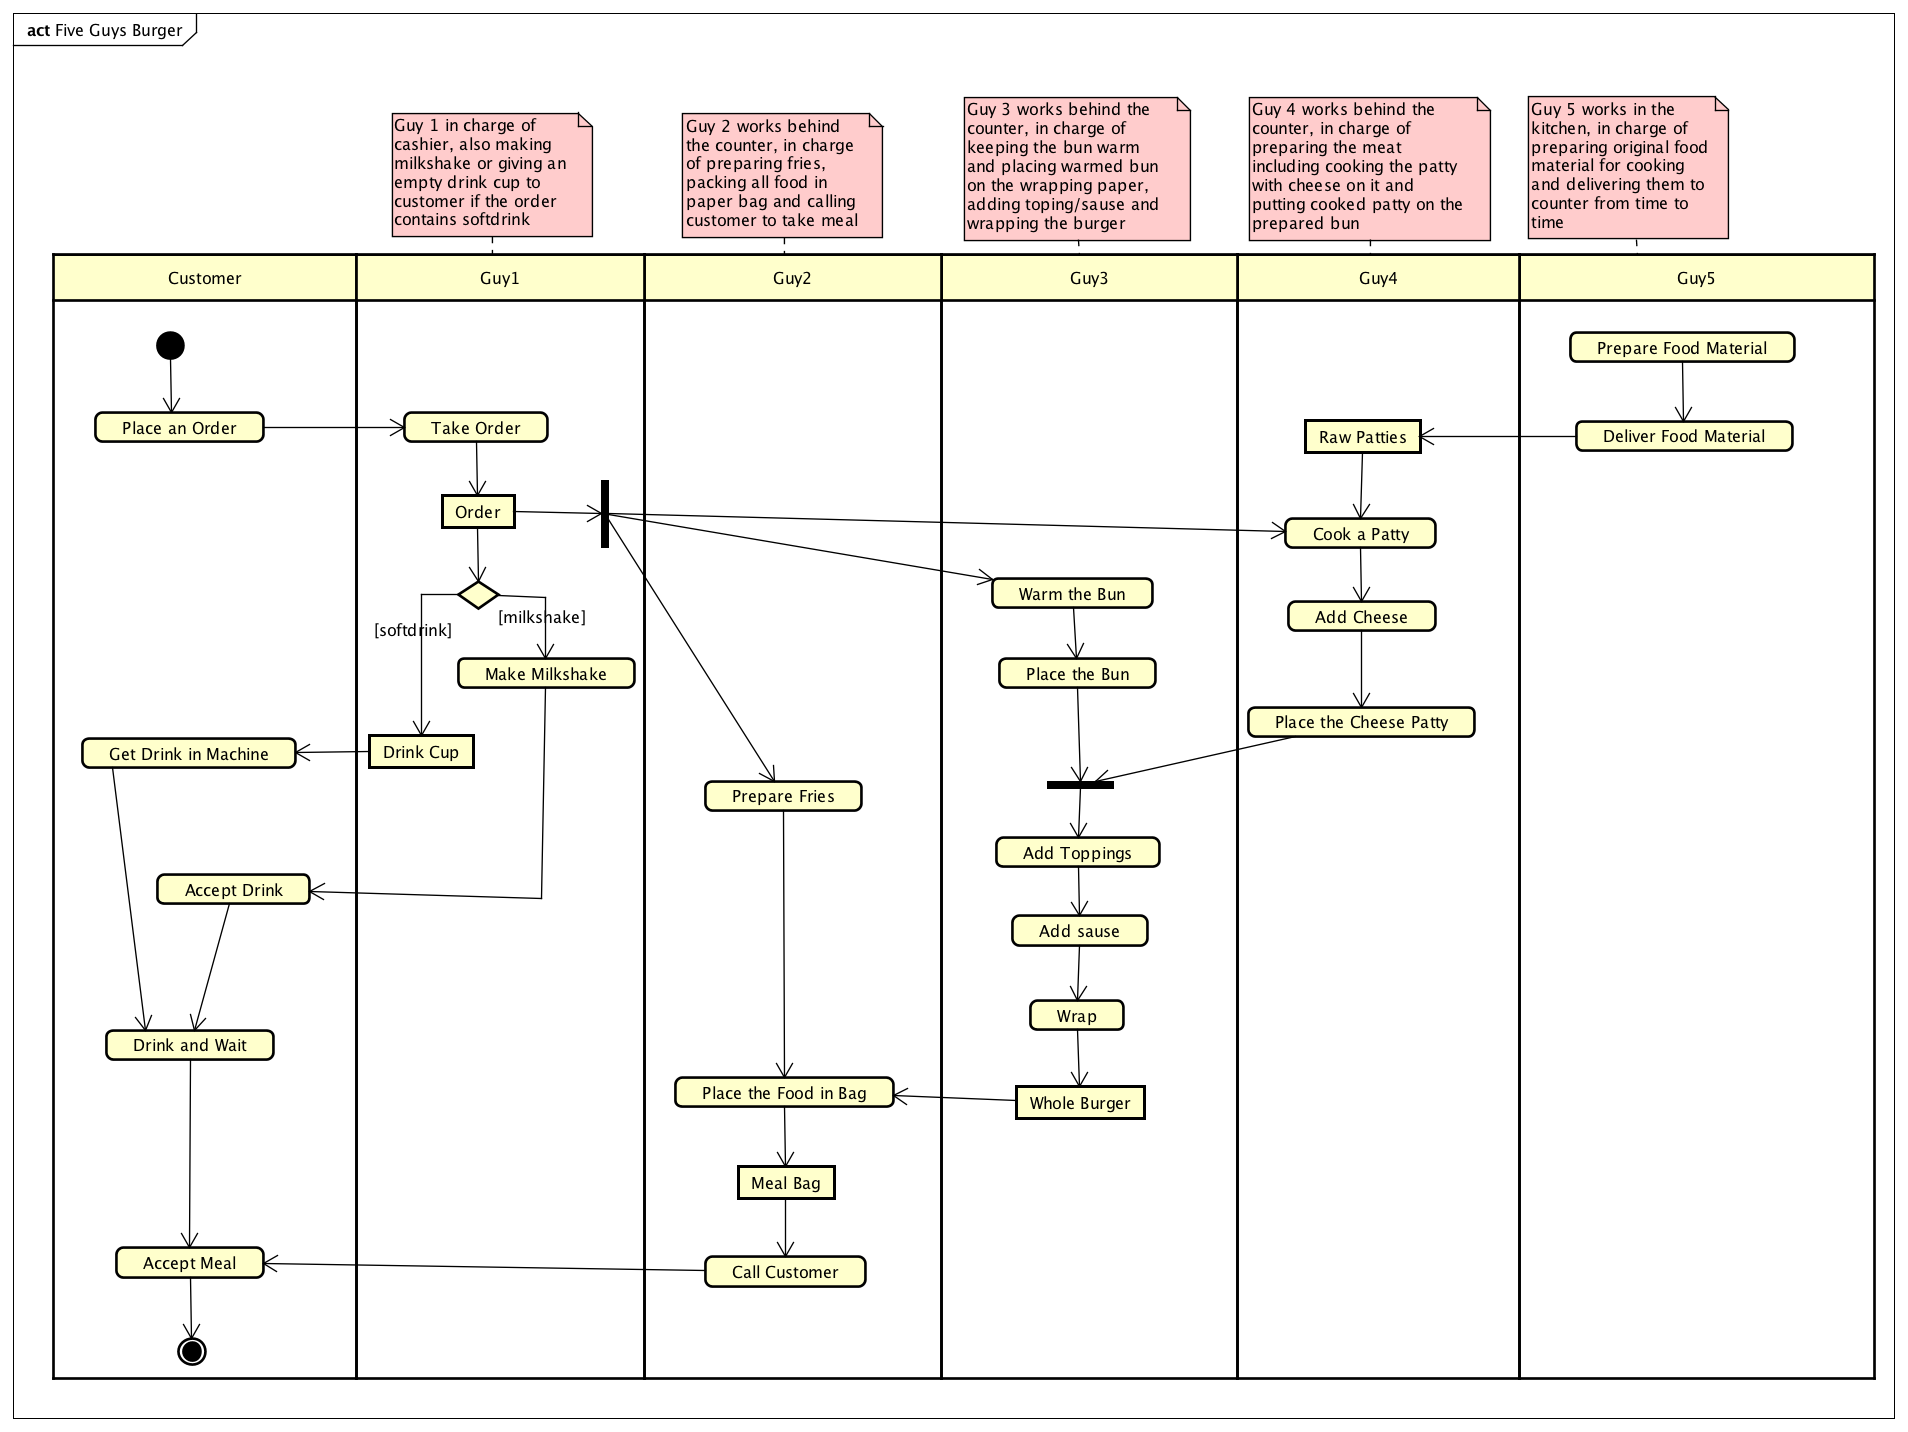 act Five Guys Burger
Guy 1 in charge of
cashier, also making
milkshake or giving an
empty drink cup to
customer if the order
contains softdrink
Guy 2 works behind
the counter, in charge
of preparing fries,
packing all food in
paper bag and calling
customer to take meal
Guy 3 works behind the
counter, in charge of
keeping the bun warm
and placing warmed bun
on the wrapping paper,
adding toping/sause and
wrapping the burger
Guy 4 works behind the
counter, in charge of
preparing the meat
including cooking the patty
with cheese on it and
putting cooked patty on the
prepared bun
Guy 5 works in the
kitchen, in charge of
preparing original food
material for cooking
and delivering them to
counter from time to
time
Customer
Guy1
Guy2
Guy3
Guy4
Guy5
Prepare Food Material
Place an Order
Take Order
Raw Patties
Deliver Food Material
Order
Cook a Patty
Warm the Bun
[softdrink]
[milkshake]
Add Cheese
Make Milkshake
Place the Bun
Place the Cheese Patty
Get Drink in Machine
Drink Cup
Prepare Fries
Add Toppings
Accept Drink
Add sause
Wrap
Drink and Wait
Place the Food in Bag
Whole Burger
Meal Bag
Accept Meal
Call Customer